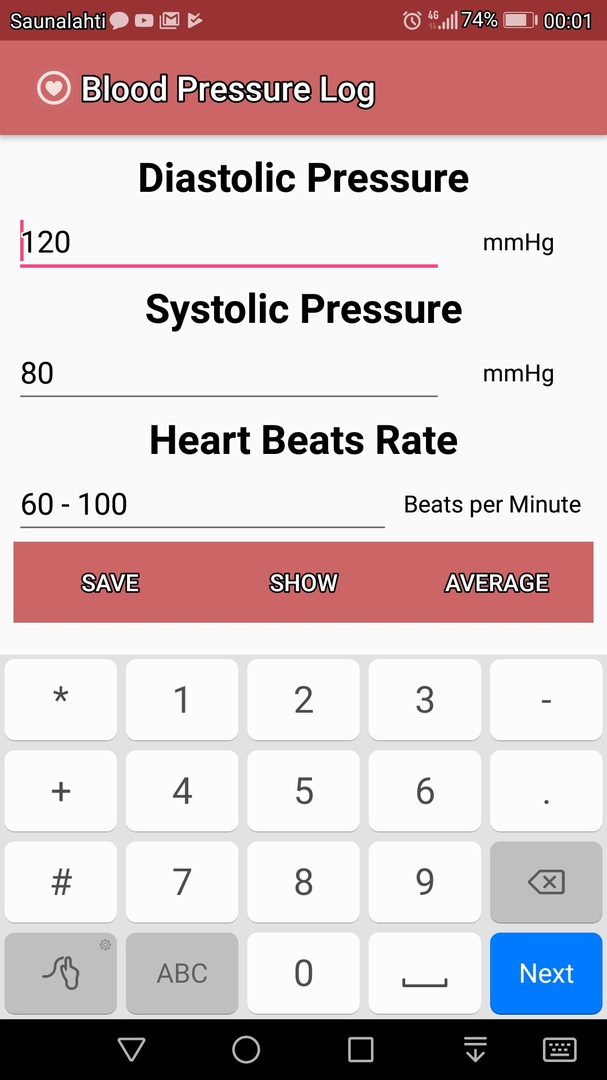 Saunalahti 4G 74% 00:01
Blood Pressure Log
Diastolic Pressure
120 mmHg
Systolic Pressure
80 mmHg
Heart Beats Rate
60 - 100 Beats per Minute
SAVE SHOW AVERAGE
* 1 2 3 -
+ 4 5 6 .
# 7 8 9
ABC 0 Next